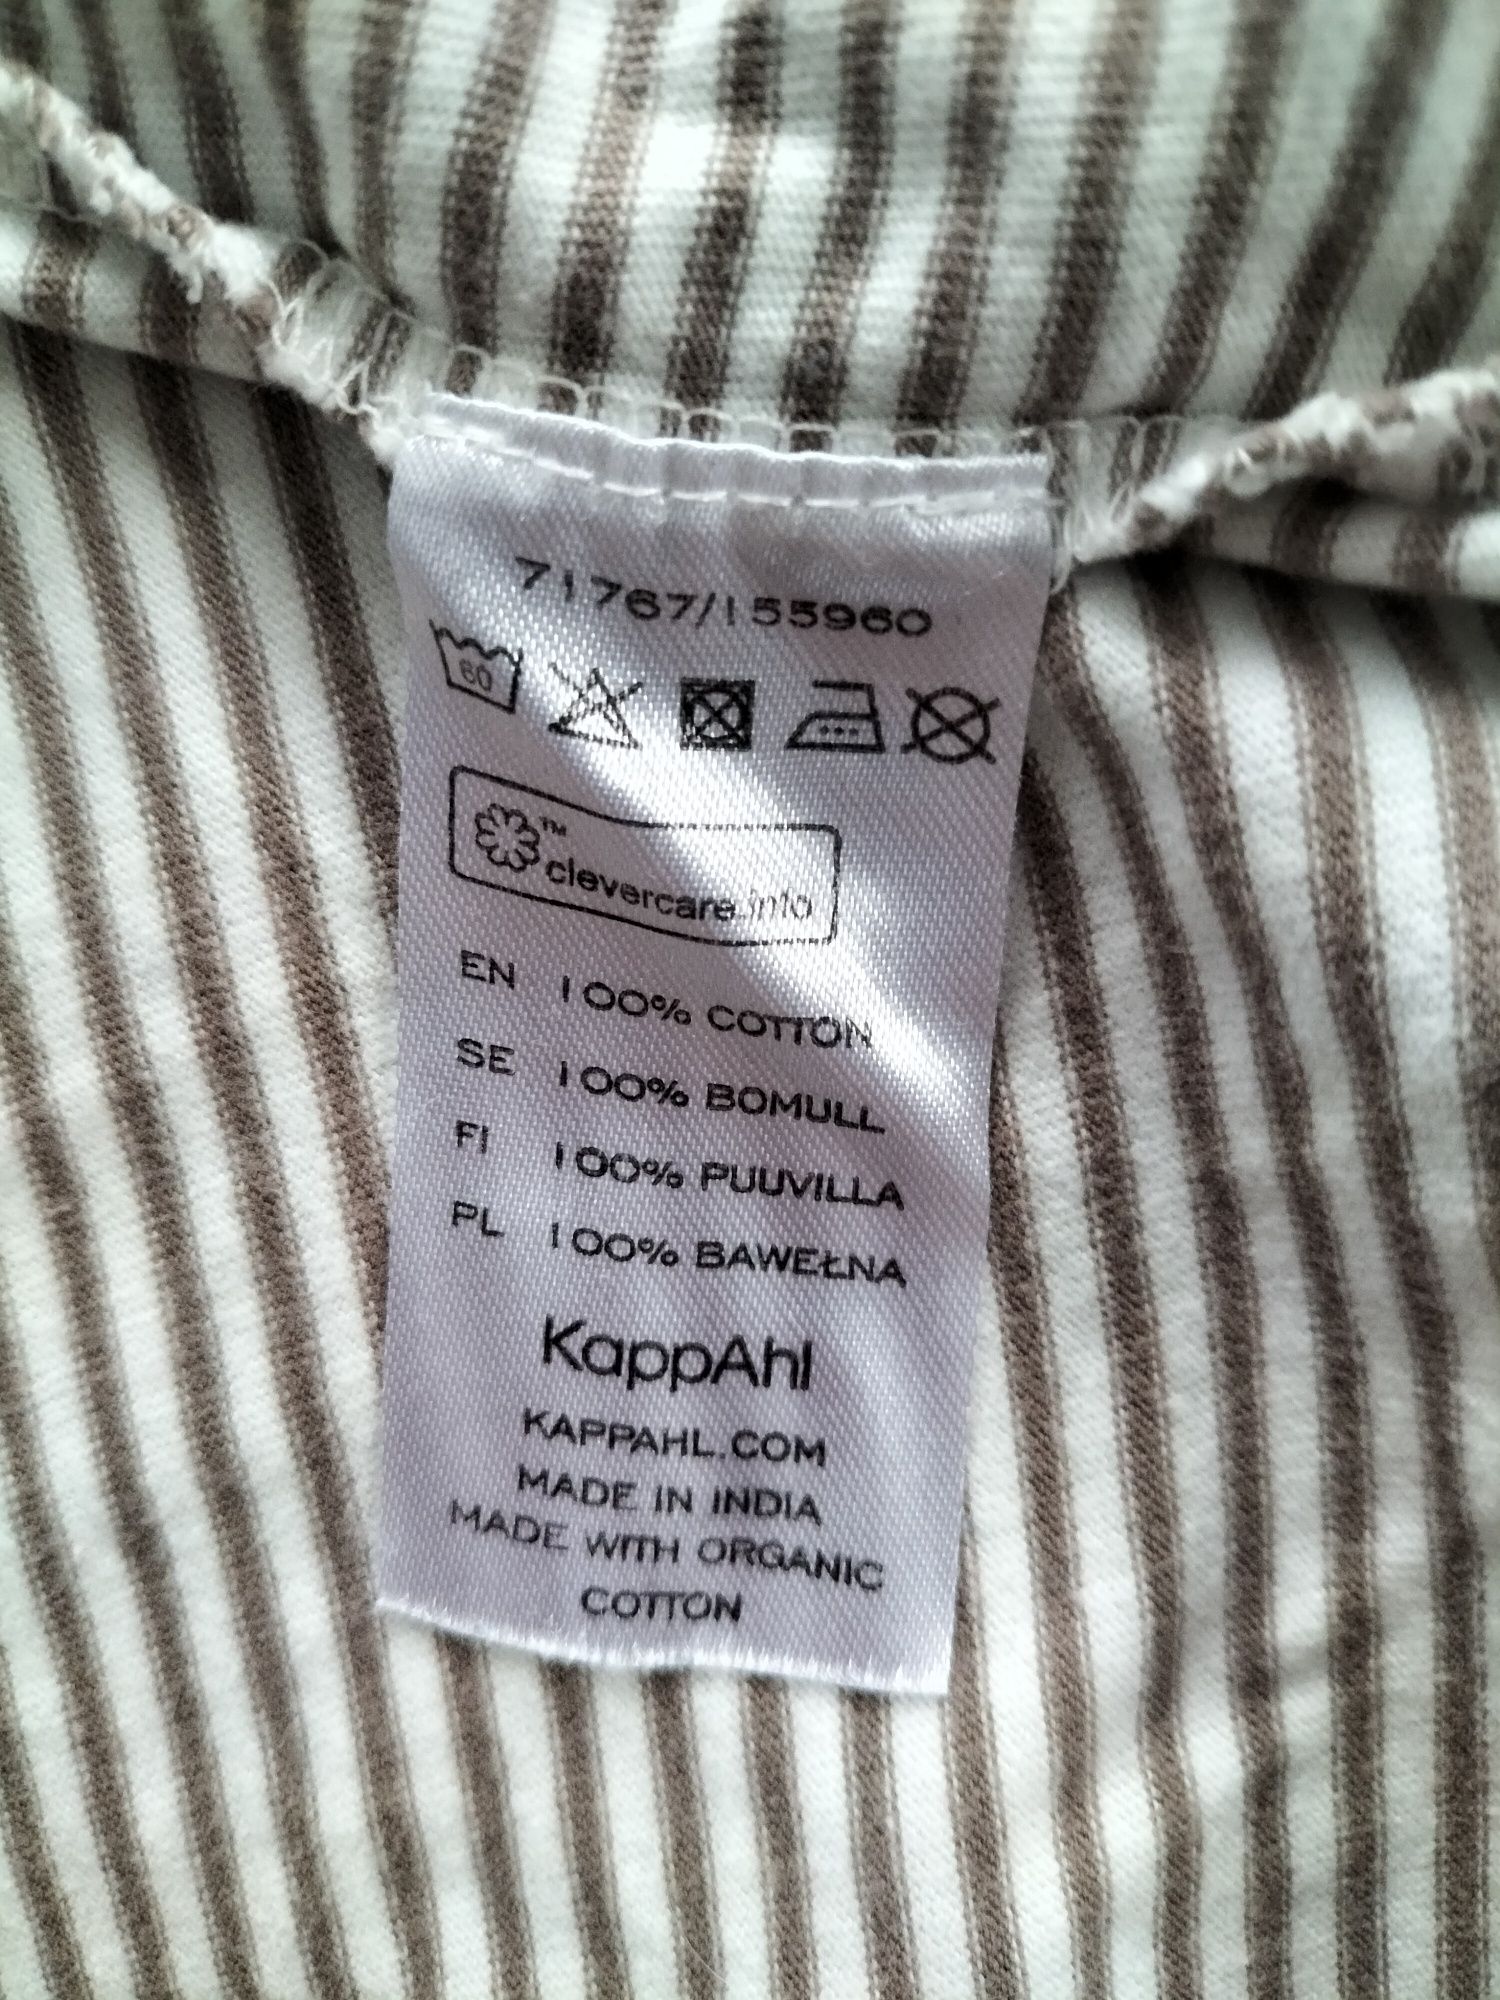 71767/155960
60
™
clevercare.info
EN 100% COTTON
SE 100% BOMULL
FI 100% PUUVILLA
PL 100% BAWEŁNA
KappAhl
KAPPAHL.COM
MADE IN INDIA
MADE WITH ORGANIC
COTTON